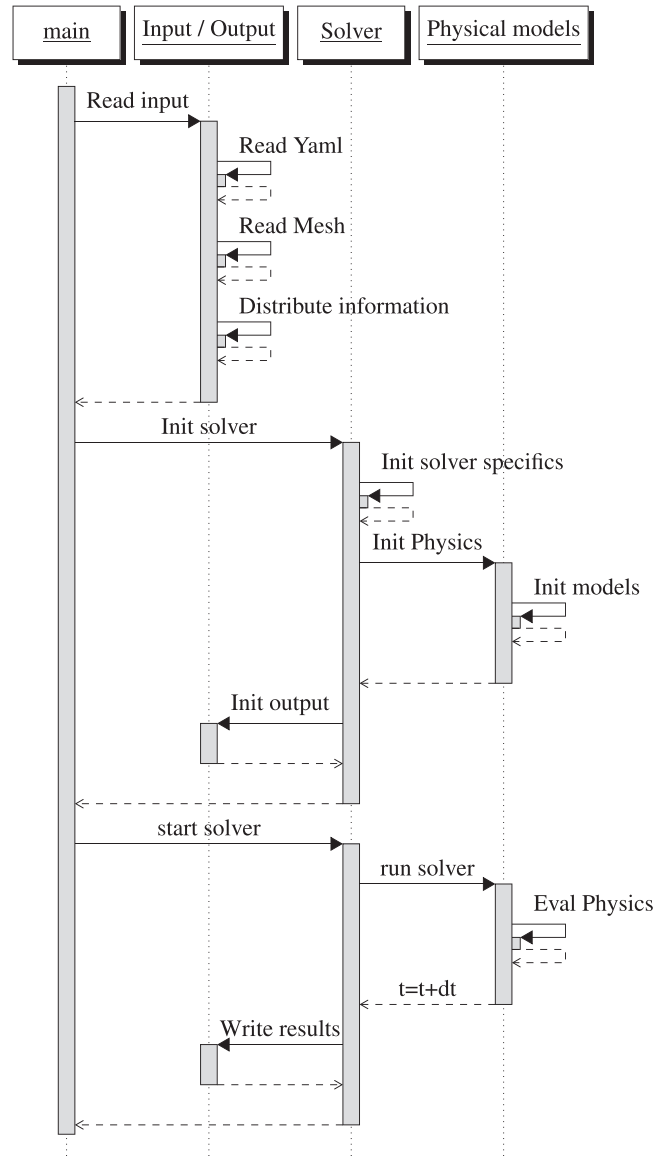 main
Input / Output
Solver
Physical models
Read input
Read Yaml
Read Mesh
Distribute information
Init solver
Init solver specifics
Init Physics
Init models
Init output
start solver
run solver
Eval Physics
t=t+dt
Write results